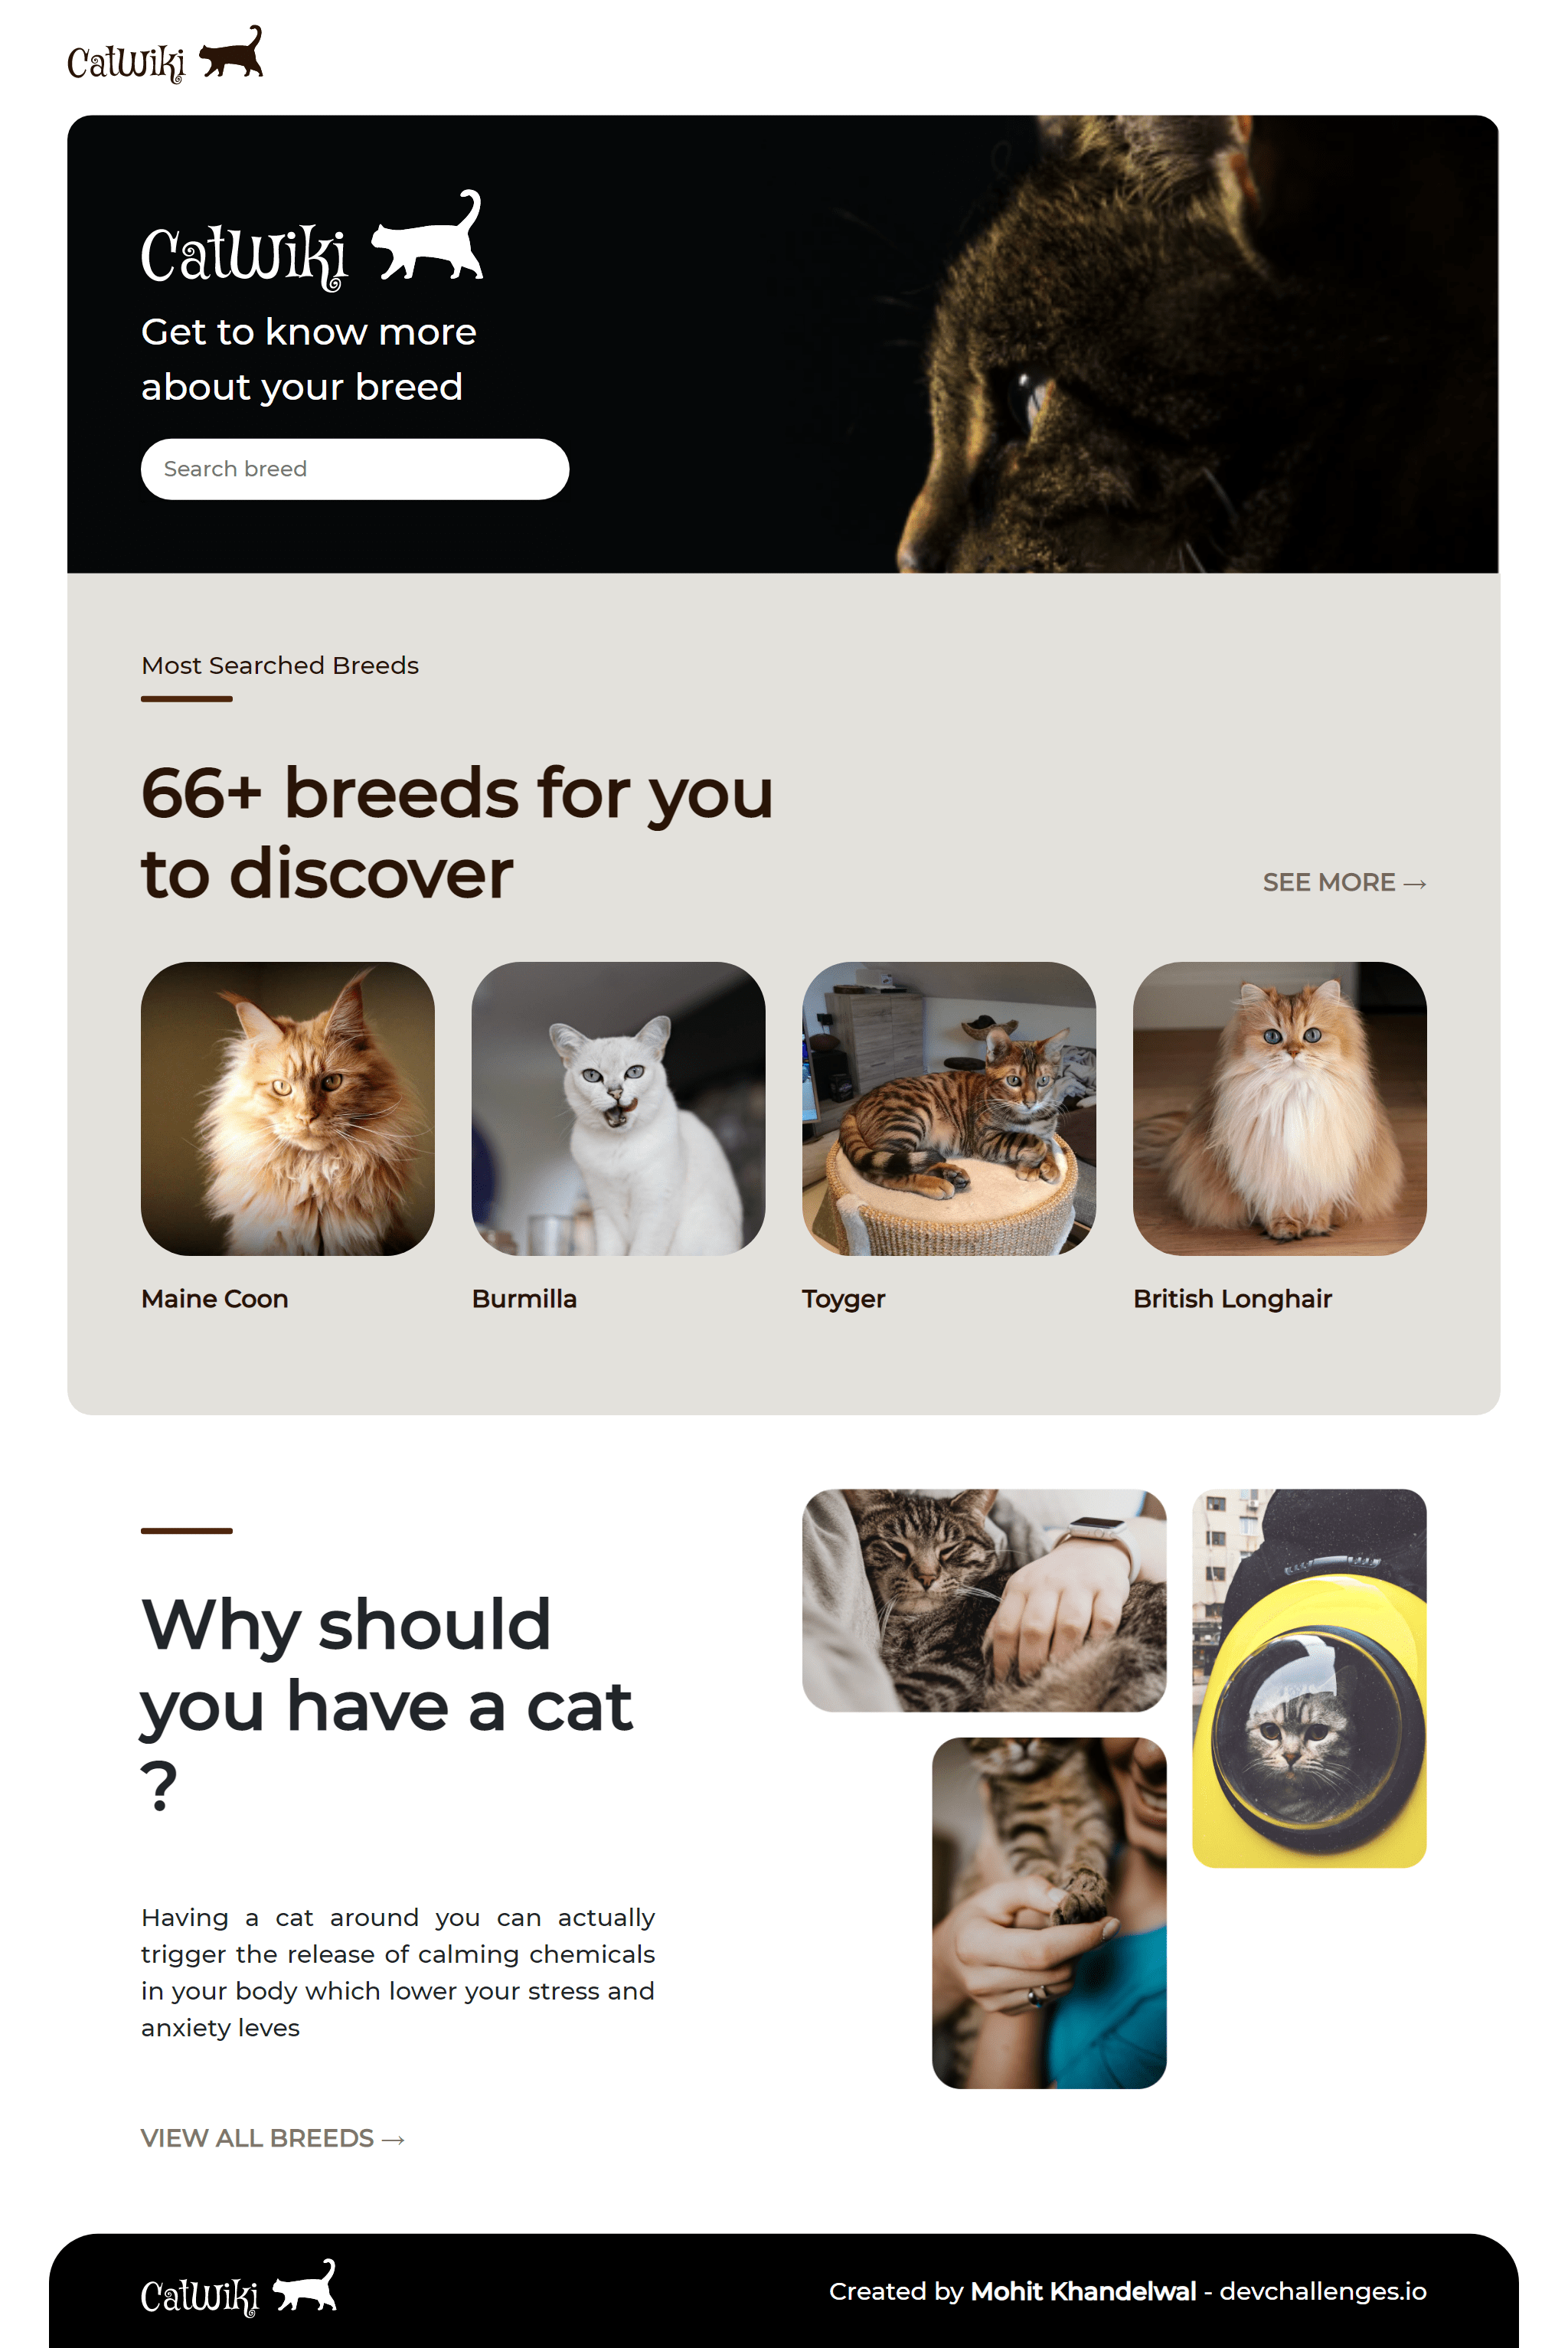 CatWiki
CatWiki
Get to know more
about your breed
Search breed
Most Searched Breeds
66+ breeds for you
to discover
SEE MORE →
Maine Coon
Burmilla
Toyger
British Longhair
Why should
you have a cat
?
Having a cat around you can actually
trigger the release of calming chemicals
in your body which lower your stress and
anxiety leves
VIEW ALL BREEDS →
CatWiki
Created by Mohit Khandelwal - devchallenges.io